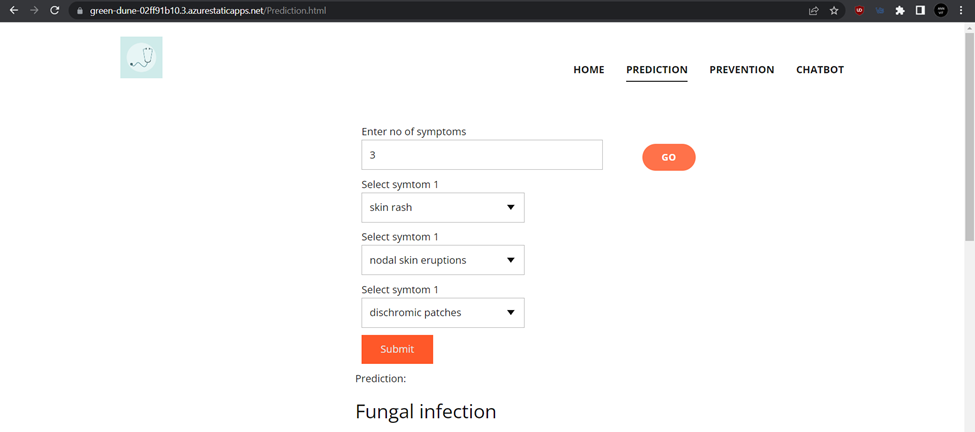 green-dune-02ff91b10.3.azurestaticapps.net/Prediction.html
HOME PREDICTION PREVENTION CHATBOT
Enter no of symptoms
3
GO
Select symtom 1
skin rash
Select symtom 1
nodal skin eruptions
Select symtom 1
dischromic patches
Submit
Prediction:
Fungal infection